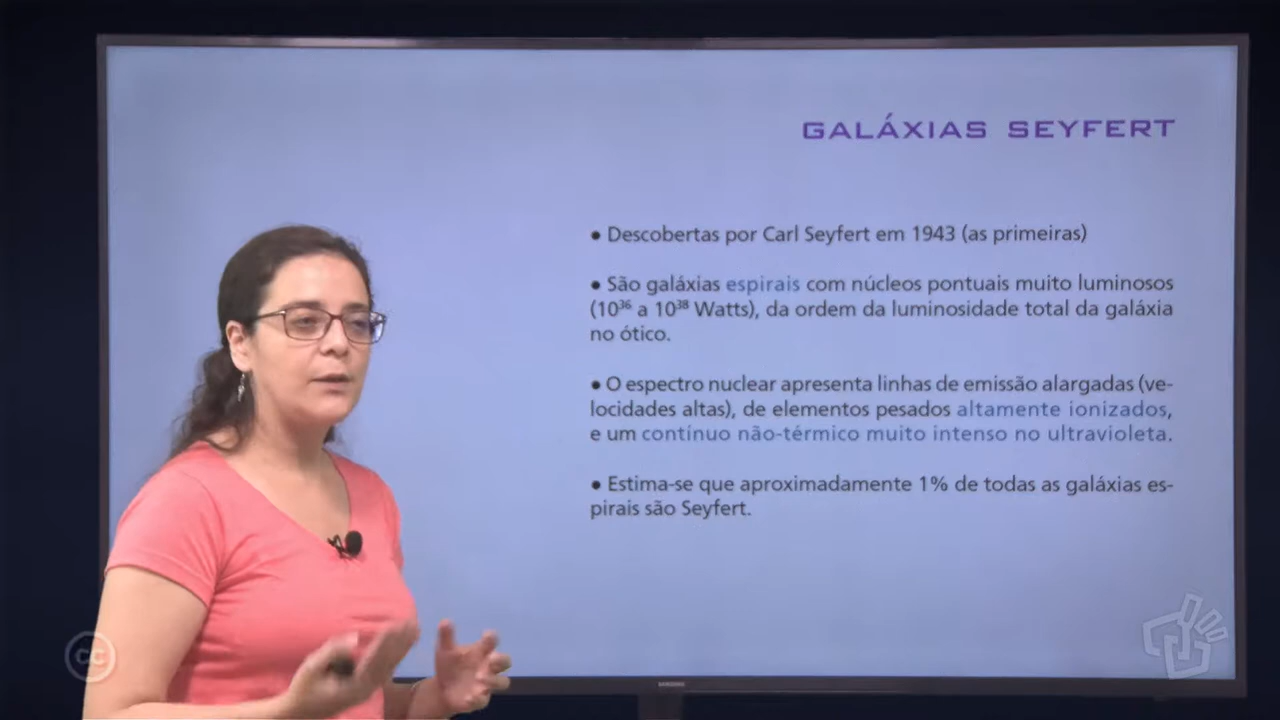 GALÁXIAS SEYFERT
● Descobertas por Carl Seyfert em 1943 (as primeiras)
● São galáxias espirais com núcleos pontuais muito luminosos
(10³⁶ a 10³⁸ Watts), da ordem da luminosidade total da galáxia
no ótico.
● O espectro nuclear apresenta linhas de emissão alargadas (ve-
locidades altas), de elementos pesados altamente ionizados,
e um contínuo não-térmico muito intenso no ultravioleta.
● Estima-se que aproximadamente 1% de todas as galáxias es-
pirais são Seyfert.
cc
SAMSUNG